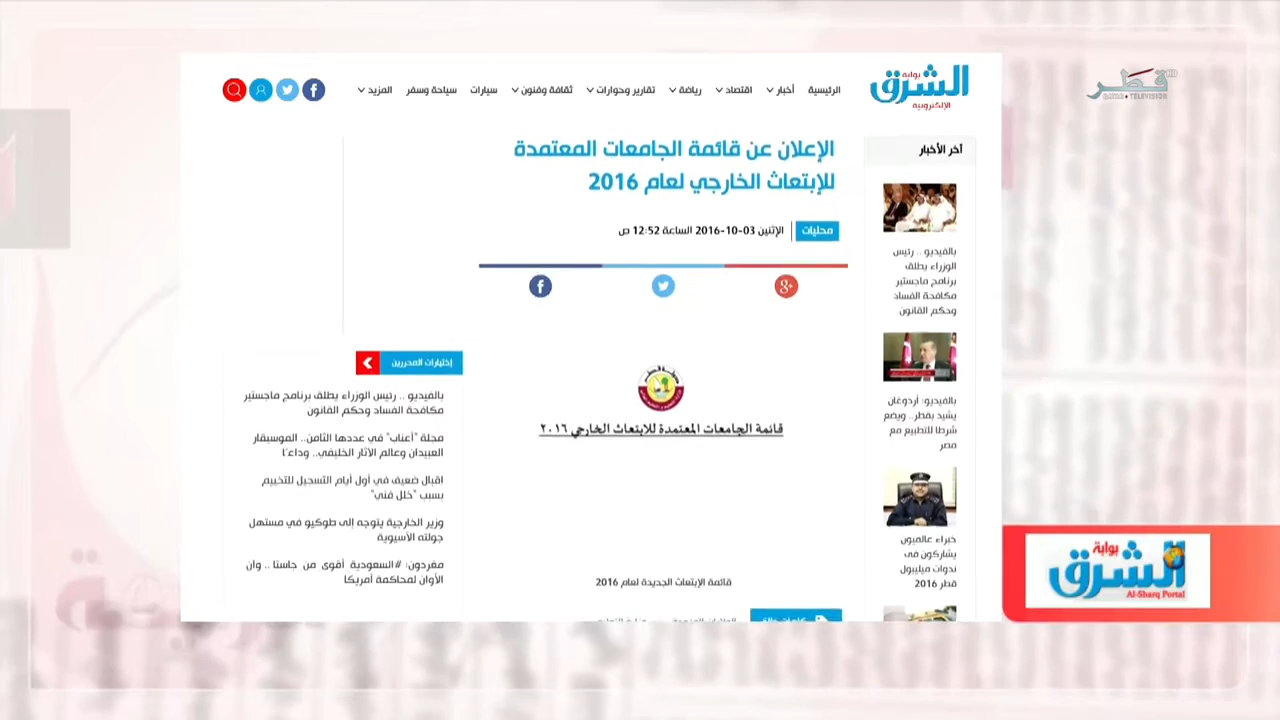 بوابة
الشرق
الإلكترونية
الرئيسية
أخبار
اقتصاد
رياضة
تقارير وحوارات
ثقافة وفنون
سيارات
سياحة وسفر
المزيد
قطر HD
QATAR • TELEVISION
آخر الأخبار
بالفيديو .. رئيس
الوزراء يطلق
برنامج ماجستير
مكافحة الفساد
وحكم القانون
بالفيديو: أردوغان
يشيد بقطر.. ويضع
شرطا للتطبيع مع
مصر
خبراء عالميون
يشاركون في
ندوات ميليبول
قطر 2016
الإعلان عن قائمة الجامعات المعتمدة
للإبتعاث الخارجي لعام 2016
محليات
الإثنين 03-10-2016 الساعة 12:52 ص
قائمة الجامعات المعتمدة للابتعاث الخارجي ٢٠١٦
قائمة الإبتعاث الجديدة لعام 2016
إختيارات المحررين
بالفيديو .. رئيس الوزراء يطلق برنامج ماجستير
مكافحة الفساد وحكم القانون
مجلة "أعناب" في عددها الثامن.. الموسيقار
العبيدان وعالم الآثار الخليفي.. وداعًا
اقبال ضعيف في أول أيام التسجيل للتخييم
بسبب "خلل فني"
وزير الخارجية يتوجه إلى طوكيو في مستهل
جولته الآسيوية
مغردون: #السعودية أقوى من جاستا .. وآن
الأوان لمحاكمة أمريكا
بوابة
الشرق
Al-Sharq Portal